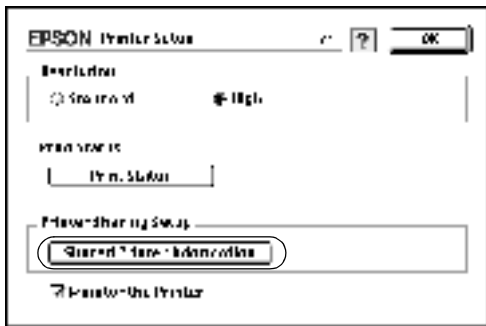 EPSON Printer Setup ? OK
Resolution
Standard High
Print Status
Print Status
Printer Sharing Setup
Shared Printer Information
Monitor the Printer